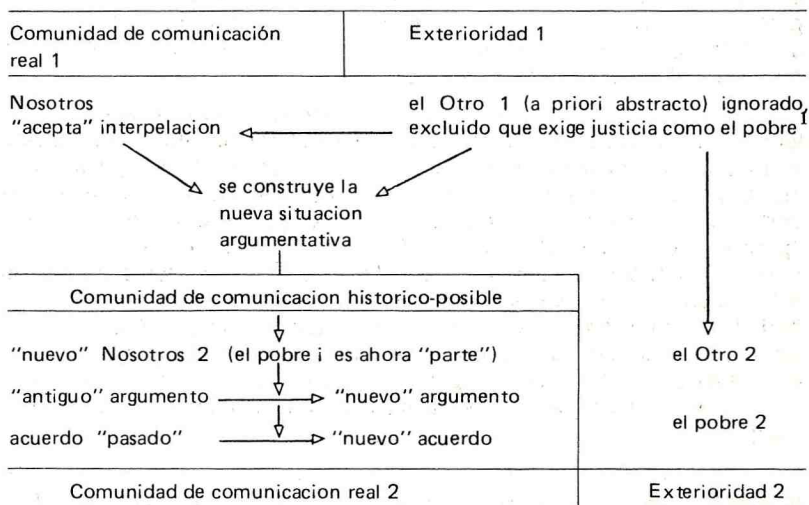 Comunidad de comunicación
real 1
Exterioridad 1
Nosotros
"acepta" interpelacion
el Otro 1 (a priori abstracto) ignorado,
excluido que exige justicia como el pobre 1
se construye la
nueva situacion
argumentativa
Comunidad de comunicacion historico-posible
"nuevo" Nosotros 2 (el pobre i es ahora "parte")
el Otro 2
"antiguo" argumento
"nuevo" argumento
el pobre 2
acuerdo "pasado"
"nuevo" acuerdo
Comunidad de comunicacion real 2
Exterioridad 2